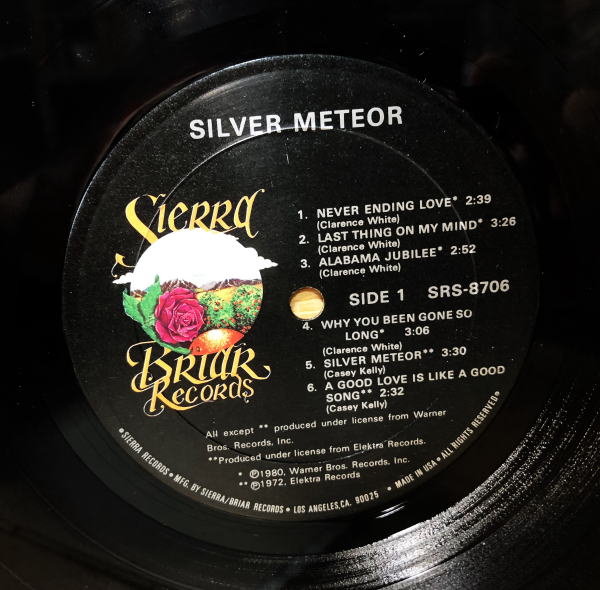 SILVER METEOR
Sierra
Briar
Records
1. NEVER ENDING LOVE* 2:39
(Clarence White)
2. LAST THING ON MY MIND* 3:26
(Clarence White)
3. ALABAMA JUBILEE* 2:52
(Clarence White)
SIDE 1 SRS-8706
4. WHY YOU BEEN GONE SO
LONG* 3:06
(Clarence White)
5. SILVER METEOR** 3:30
(Casey Kelly)
6. A GOOD LOVE IS LIKE A GOOD
SONG** 2:32
(Casey Kelly)
All except ** produced under license from Warner
Bros. Records, Inc.
**Produced under license from Elektra Records.
* ℗1980, Warner Bros. Records, Inc.
** ℗1972, Elektra Records
•SIERRA RECORDS• MFG. BY SIERRA/BRIAR RECORDS • LOS ANGELES,CA. 90025 • MADE IN USA • ALL RIGHTS RESERVED•